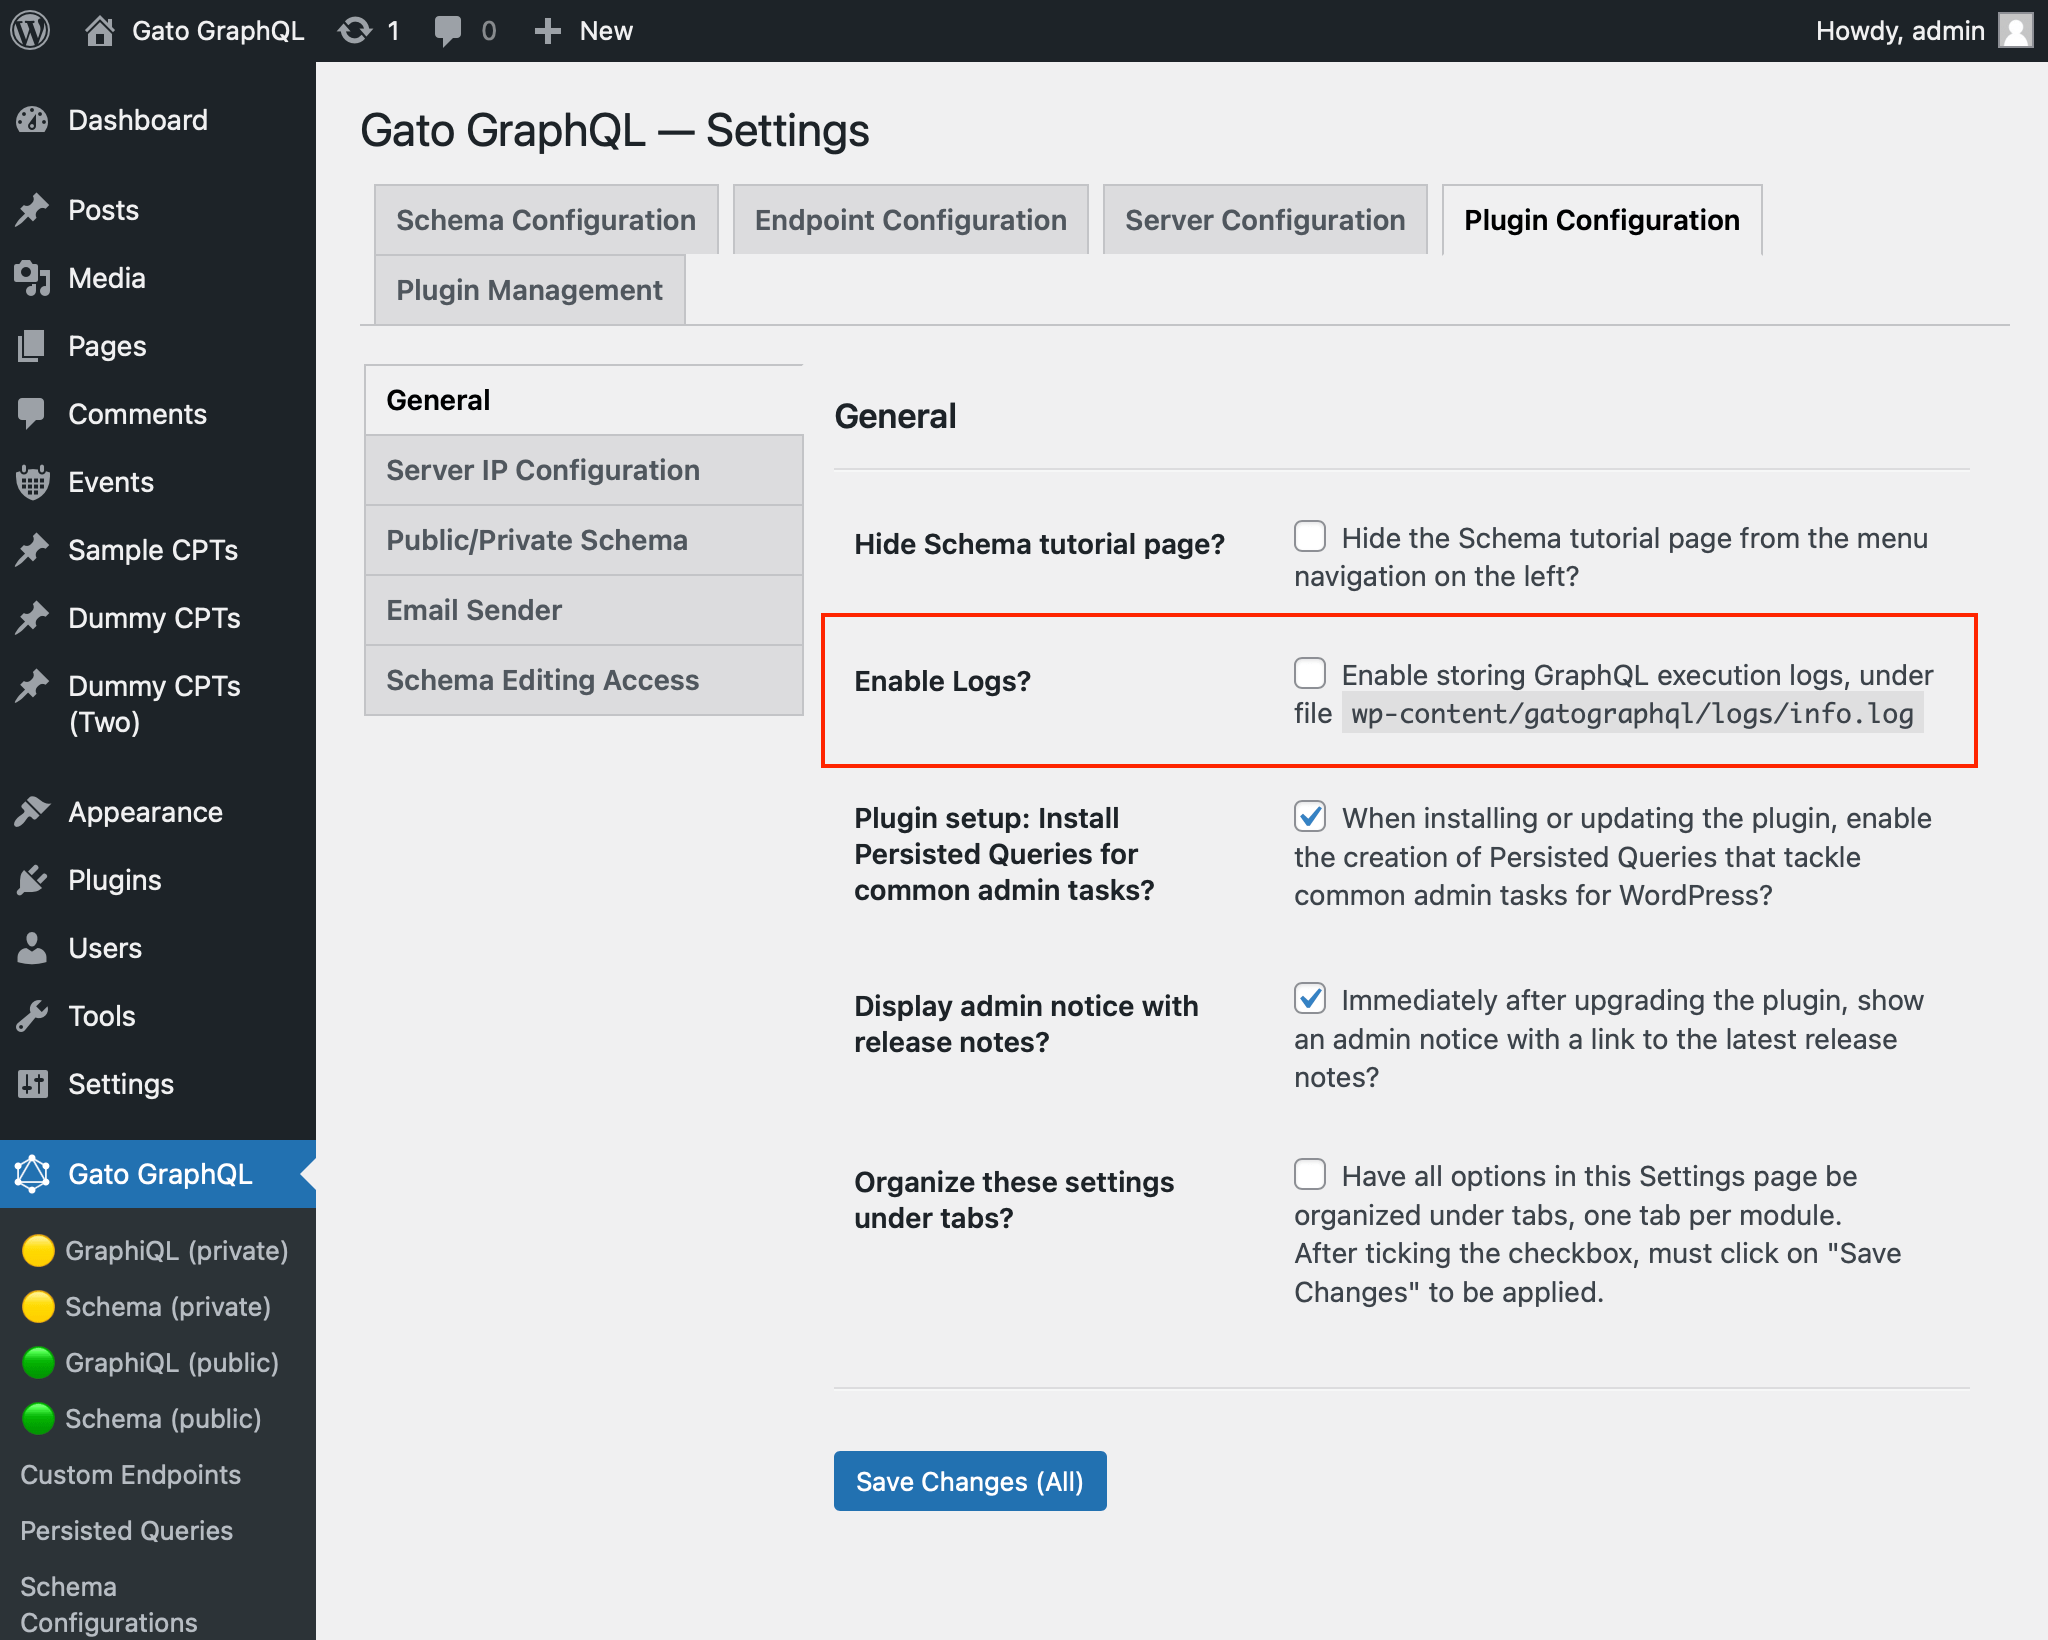 Gato GraphQL
1
0
New
Howdy, admin
Dashboard
Posts
Media
Pages
Comments
Events
Sample CPTs
Dummy CPTs
Dummy CPTs
(Two)
Appearance
Plugins
Users
Tools
Settings
Gato GraphQL
GraphiQL (private)
Schema (private)
GraphiQL (public)
Schema (public)
Custom Endpoints
Persisted Queries
Schema
Configurations
Gato GraphQL — Settings
Schema Configuration
Endpoint Configuration
Server Configuration
Plugin Configuration
Plugin Management
General
Server IP Configuration
Public/Private Schema
Email Sender
Schema Editing Access
General
Hide Schema tutorial page?
Hide the Schema tutorial page from the menu
navigation on the left?
Enable Logs?
Enable storing GraphQL execution logs, under
file wp-content/gatographql/logs/info.log
Plugin setup: Install
Persisted Queries for
common admin tasks?
When installing or updating the plugin, enable
the creation of Persisted Queries that tackle
common admin tasks for WordPress?
Display admin notice with
release notes?
Immediately after upgrading the plugin, show
an admin notice with a link to the latest release
notes?
Organize these settings
under tabs?
Have all options in this Settings page be
organized under tabs, one tab per module.
After ticking the checkbox, must click on "Save
Changes" to be applied.
Save Changes (All)